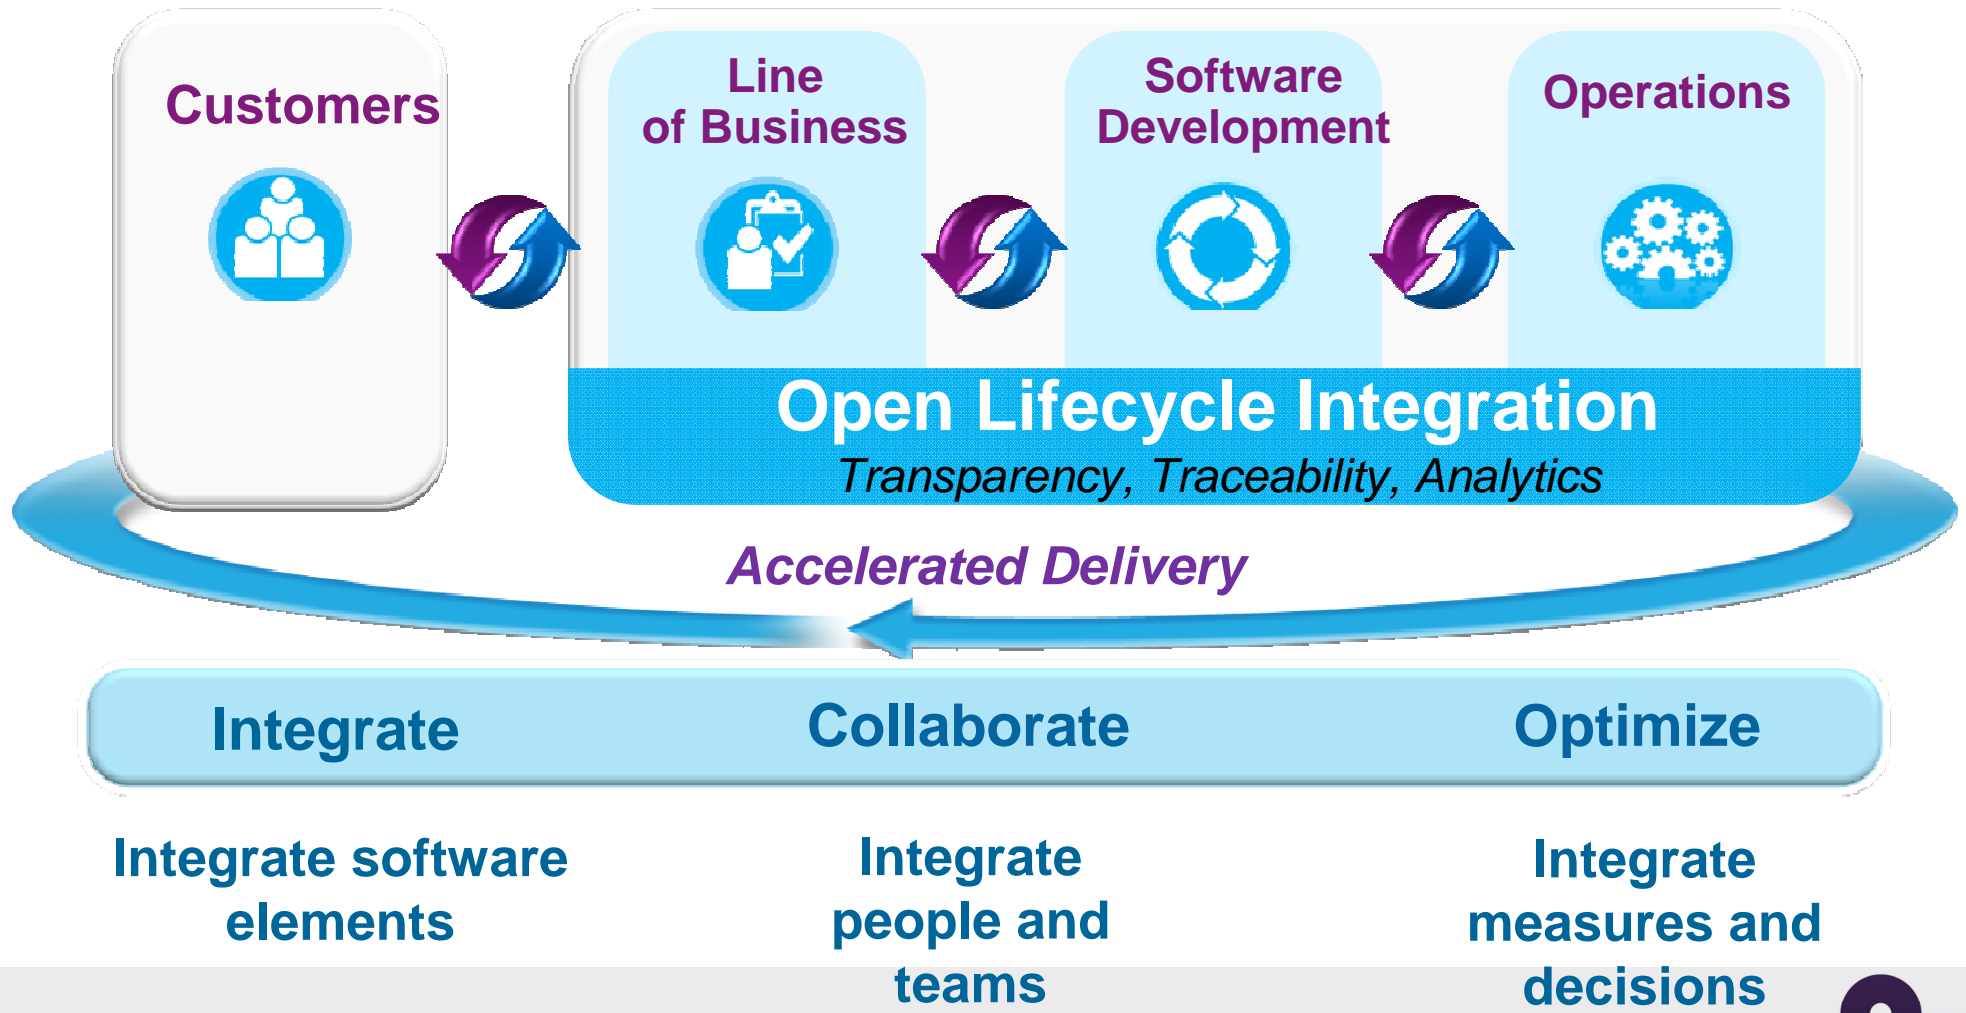 Customers
Line
of Business
Software
Development
Operations
Open Lifecycle Integration
Transparency, Traceability, Analytics
Accelerated Delivery
Integrate
Collaborate
Optimize
Integrate software
elements
Integrate
people and
teams
Integrate
measures and
decisions